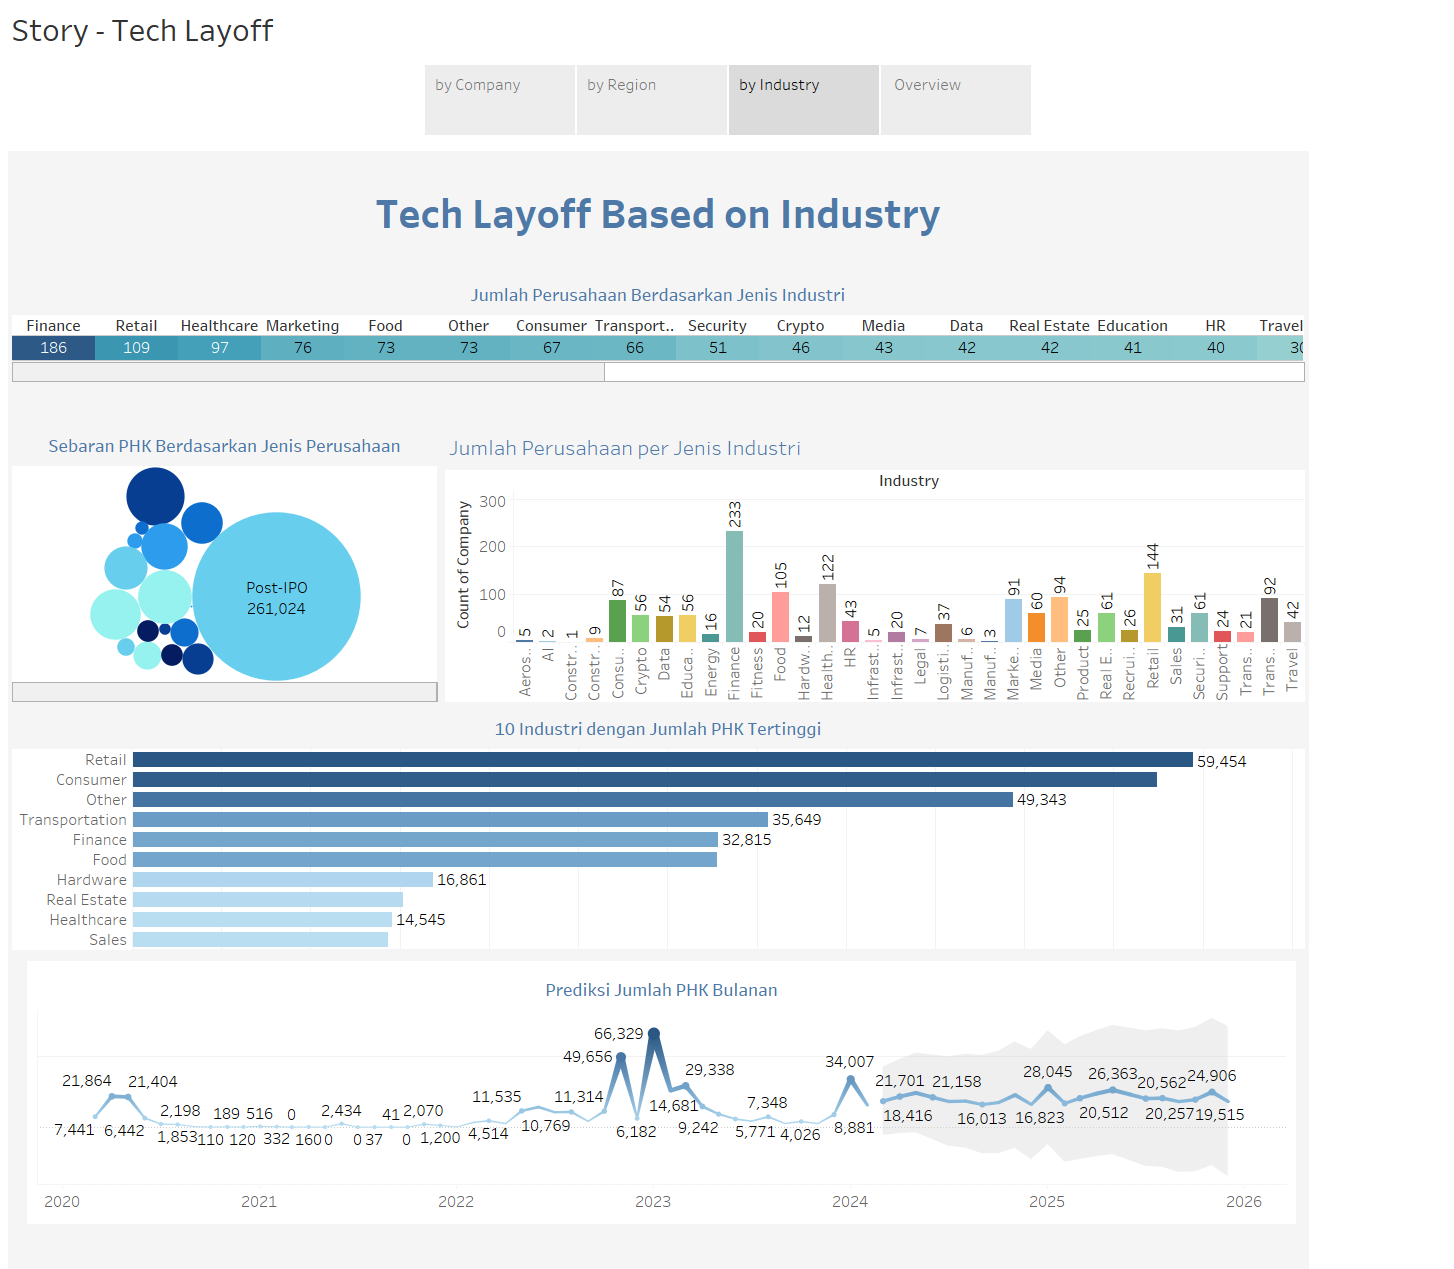 Story - Tech Layoff
by Company
by Region
by Industry
Overview
Tech Layoff Based on Industry
Jumlah Perusahaan Berdasarkan Jenis Industri
Finance Retail Healthcare Marketing Food Other Consumer Transport.. Security Crypto Media Data Real Estate Education HR Travel
186 109 97 76 73 73 67 66 51 46 43 42 42 41 40 30
Sebaran PHK Berdasarkan Jenis Perusahaan
Post-IPO
261,024
Jumlah Perusahaan per Jenis Industri
Industry
Count of Company
300
200
100
0
5 2 1 9 87 56 54 56 16 233 20 105 12 122 43 5 20 7 37 6 3 91 60 94 25 61 26 144 31 61 24 21 92 42
Aeros.. AI Constr.. Constr.. Consu.. Crypto Data Educa.. Energy Finance Fitness Food Hardw.. Health.. HR Infrast.. Infrast.. Legal Logisti.. Manuf.. Manuf.. Marke.. Media Other Product Real E.. Recrui.. Retail Sales Securi.. Support Trans.. Trans.. Travel
10 Industri dengan Jumlah PHK Tertinggi
Retail 59,454
Consumer
Other 49,343
Transportation 35,649
Finance 32,815
Food
Hardware 16,861
Real Estate
Healthcare 14,545
Sales
Prediksi Jumlah PHK Bulanan
66,329
49,656
34,007
29,338
28,045
26,363
24,906
21,864 21,404 2,198 189 516 0 2,434 41 2,070 11,535 11,314 14,681 7,348 21,701 21,158 20,562
7,441 6,442 1,853 110 120 332 160 0 0 37 0 1,200 4,514 10,769 6,182 9,242 5,771 4,026 8,881 18,416 16,013 16,823 20,512 20,257 19,515
2020 2021 2022 2023 2024 2025 2026